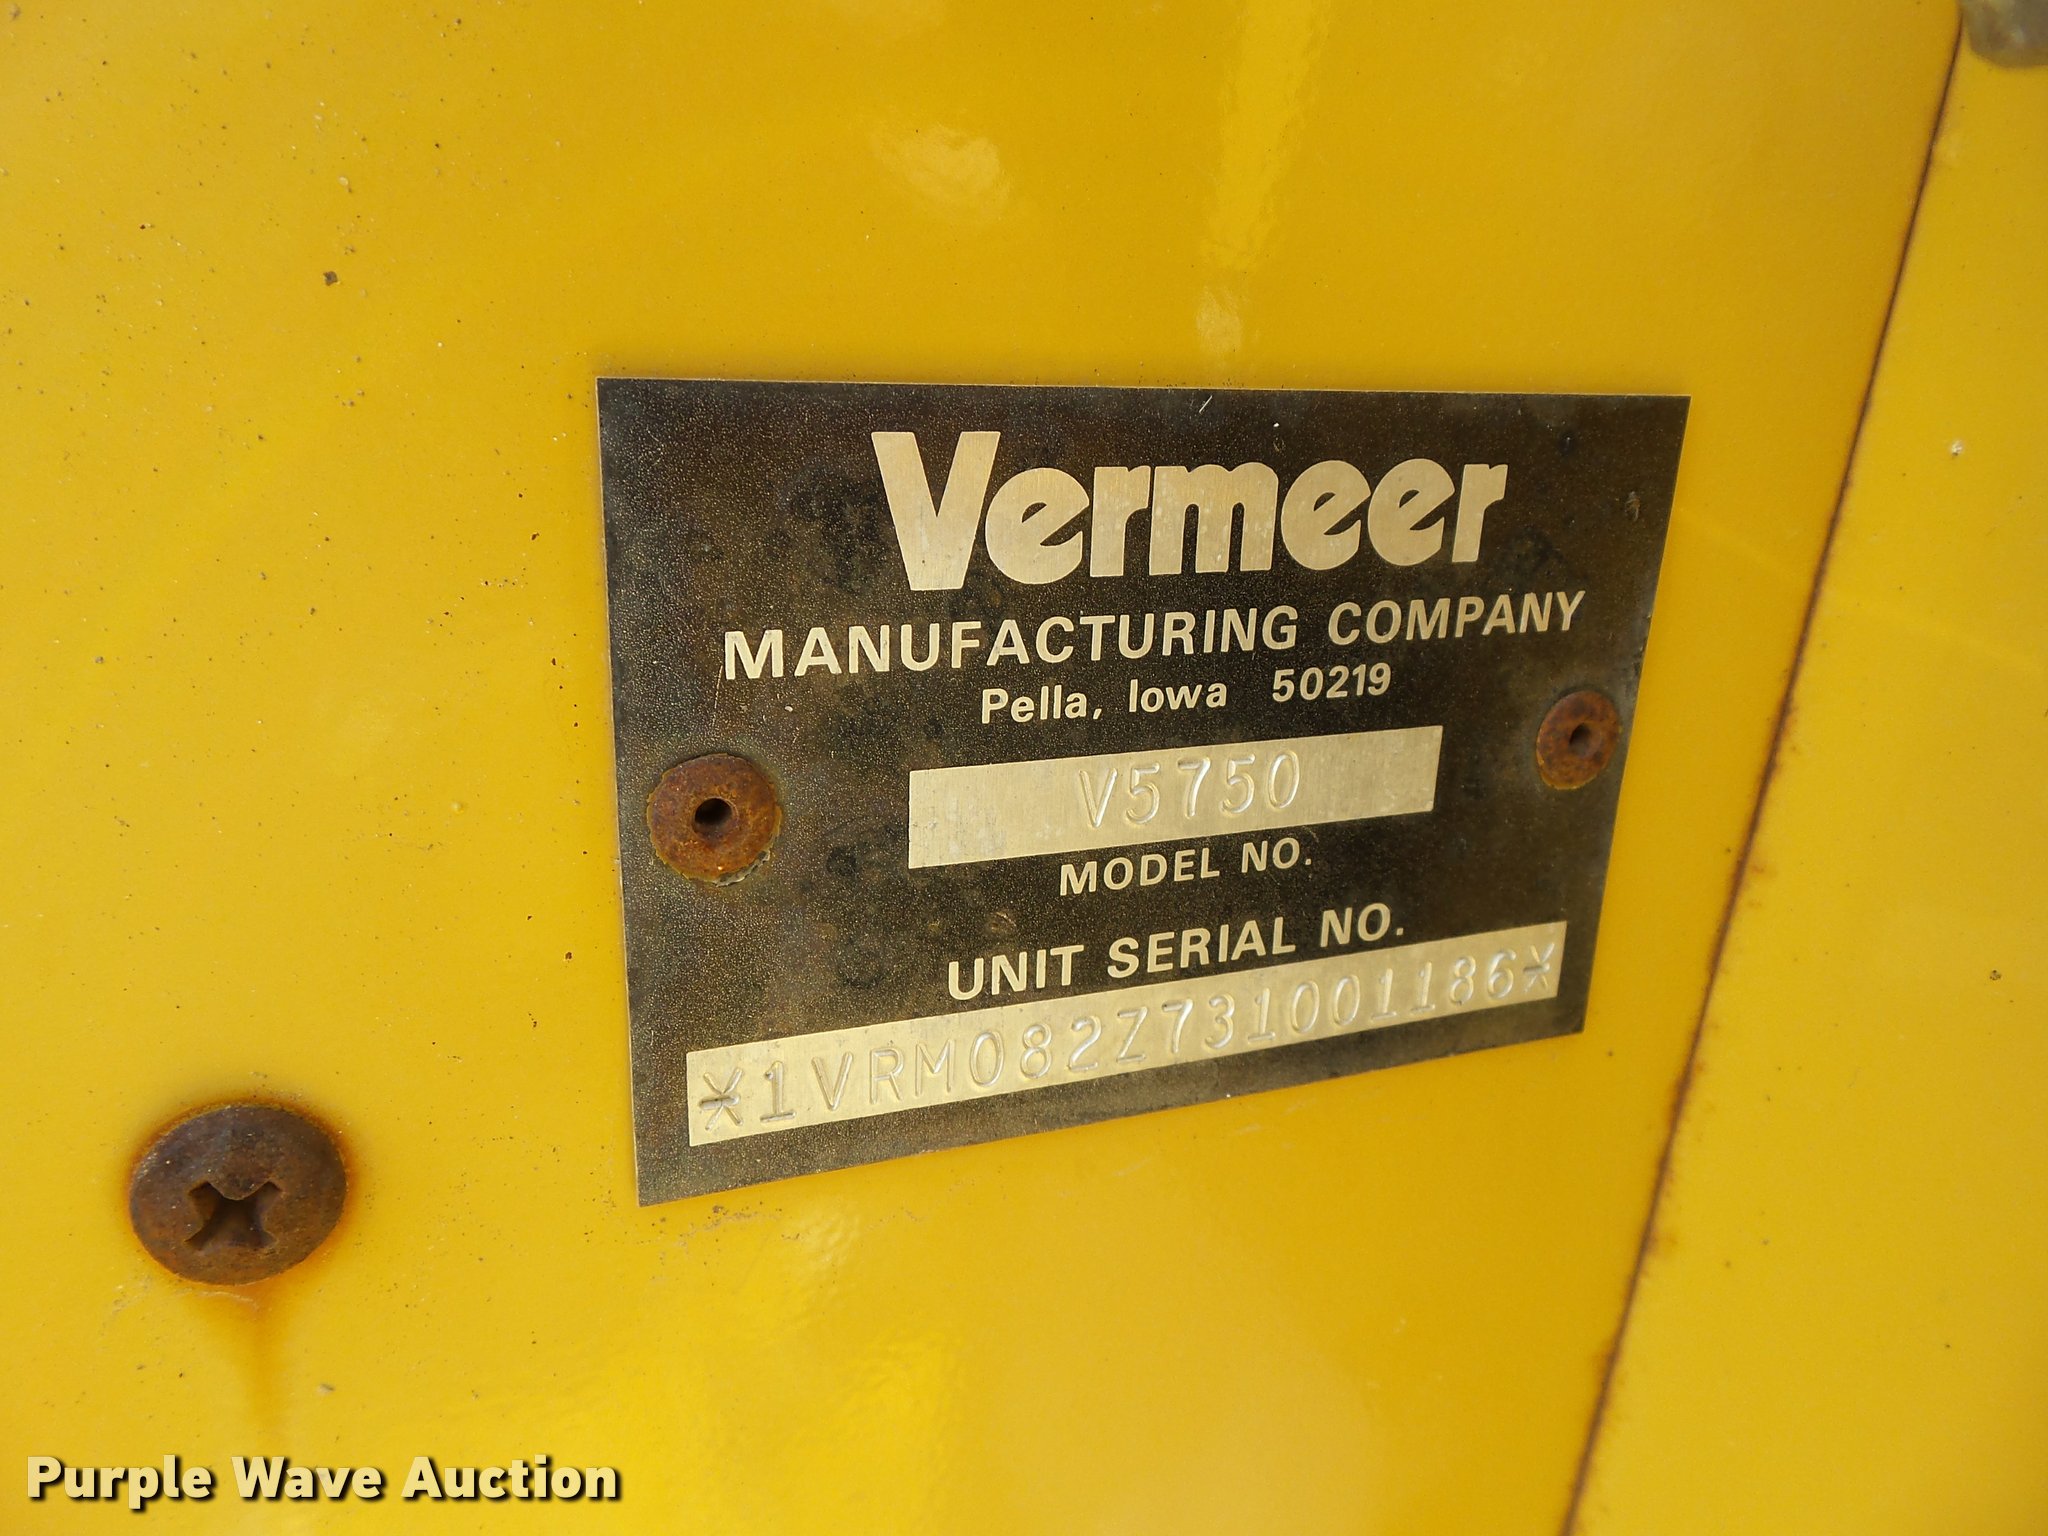 Vermeer
MANUFACTURING COMPANY
Pella, Iowa 50219
V5750
MODEL NO.
UNIT SERIAL NO.
*1VRM082Z731001186*
Purple Wave Auction